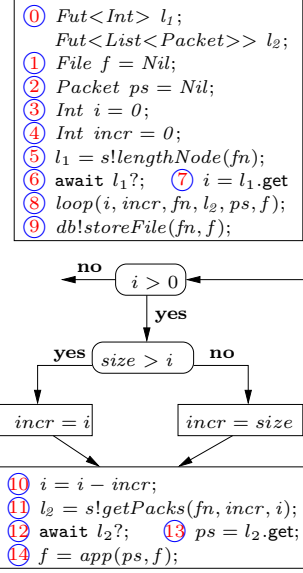 0 Fut<Int> l₁;
Fut<List<Packet>> l₂;
1 File f = Nil;
2 Packet ps = Nil;
3 Int i = 0;
4 Int incr = 0;
5 l₁ = s!lengthNode(fn);
6 await l₁?; 7 i = l₁.get
8 loop(i, incr, fn, l₂, ps, f);
9 db!storeFile(fn, f);
no
i > 0
yes
yes size > i no
incr = i incr = size
10 i = i - incr;
11 l₂ = s!getPacks(fn, incr, i);
12 await l₂?; 13 ps = l₂.get;
14 f = app(ps, f);